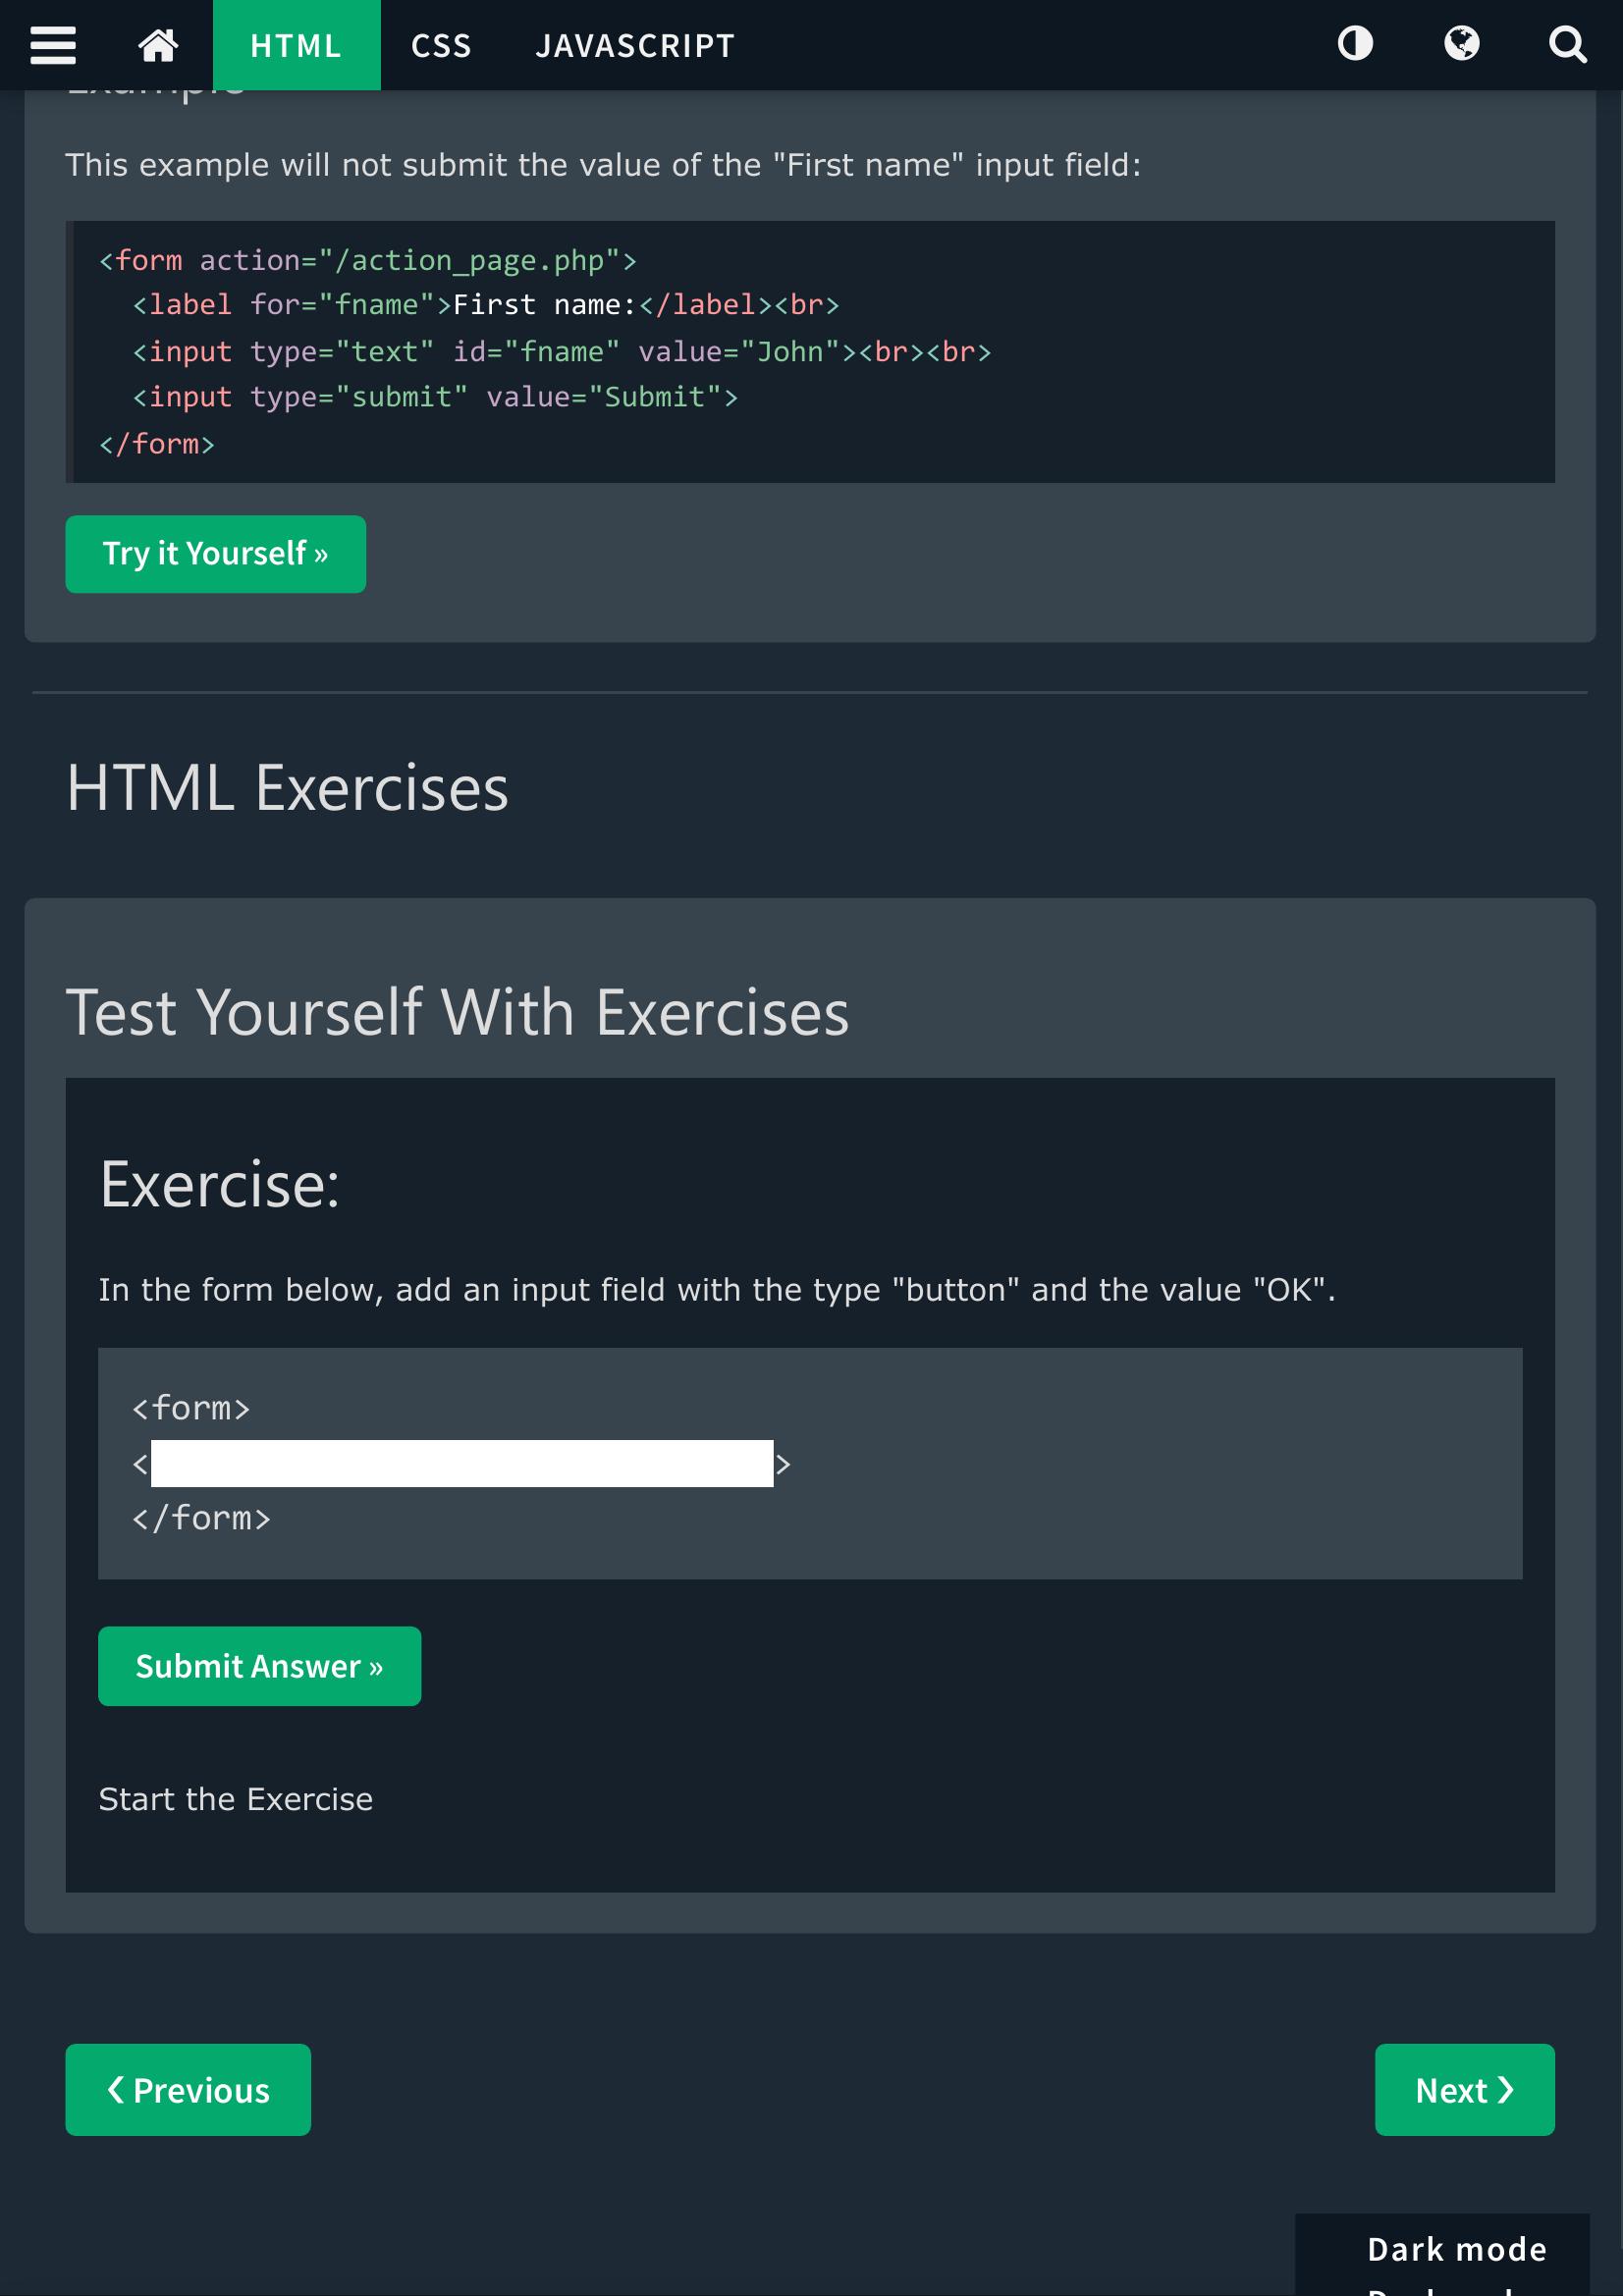 HTML CSS JAVASCRIPT
Example
This example will not submit the value of the "First name" input field:
<form action="/action_page.php">
  <label for="fname">First name:</label><br>
  <input type="text" id="fname" value="John"><br><br>
  <input type="submit" value="Submit">
</form>
Try it Yourself »
HTML Exercises
Test Yourself With Exercises
Exercise:
In the form below, add an input field with the type "button" and the value "OK".
<form>
< >
</form>
Submit Answer »
Start the Exercise
❮ Previous
Next ❯
Dark mode